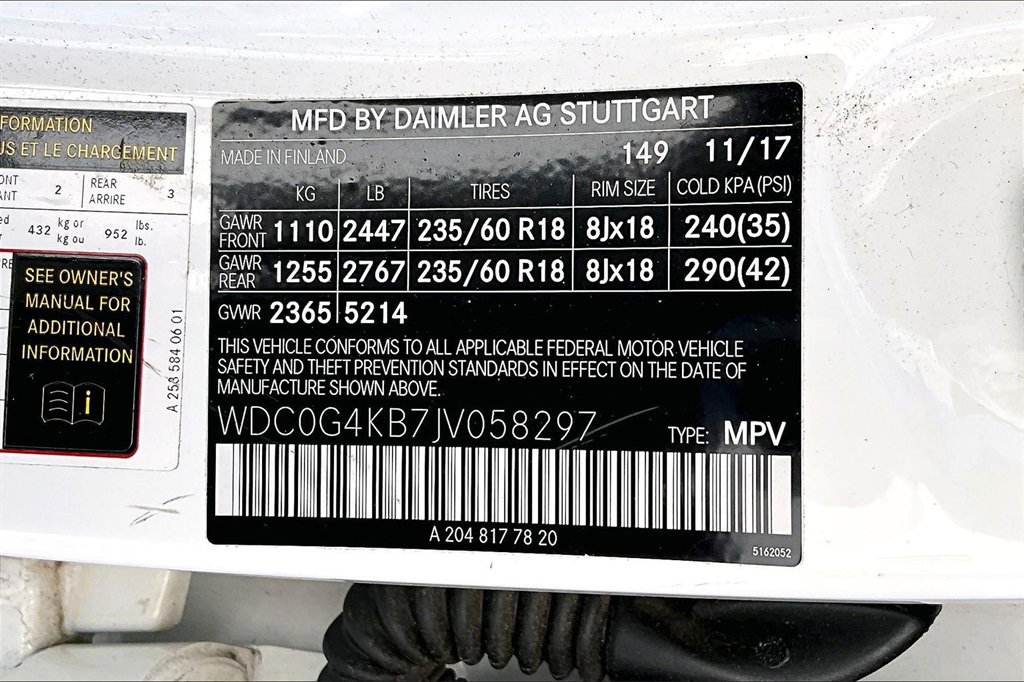 FORMATION
US ET LE CHARGEMENT
ONT 2 REAR 3
ANT ARRIERE
432 kg or 952 lbs.
kg ou lb.
SEE OWNER'S
MANUAL FOR
ADDITIONAL
INFORMATION
i
A 253 584 06 01
MFD BY DAIMLER AG STUTTGART
MADE IN FINLAND 149 11/17
KG LB TIRES RIM SIZE COLD KPA (PSI)
GAWR FRONT 1110 2447 235/60 R18 8Jx18 240(35)
GAWR REAR 1255 2767 235/60 R18 8Jx18 290(42)
GVWR 2365 5214
THIS VEHICLE CONFORMS TO ALL APPLICABLE FEDERAL MOTOR VEHICLE
SAFETY AND THEFT PREVENTION STANDARDS IN EFFECT ON THE DATE OF
MANUFACTURE SHOWN ABOVE.
WDC0G4KB7JV058297 TYPE: MPV
A 204 817 78 20
5162052